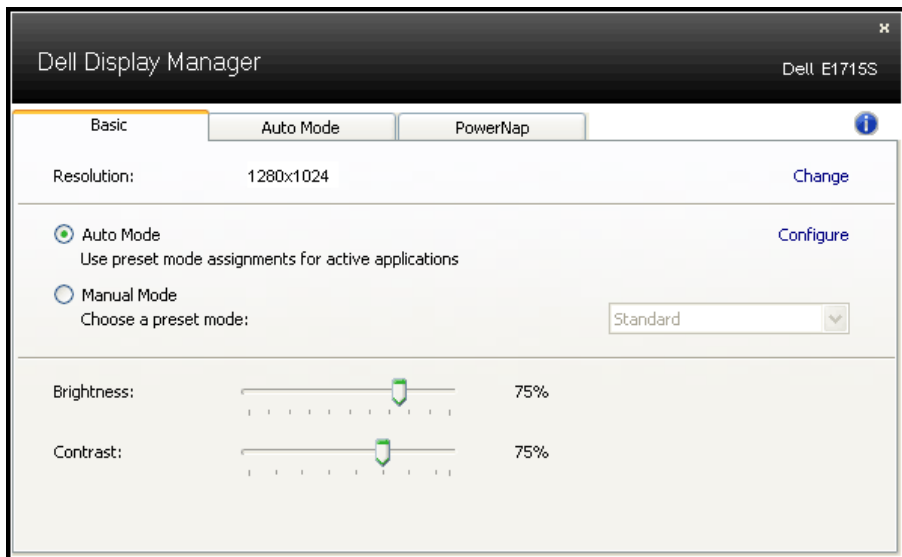 Dell Display Manager
Dell E1715S
Basic
Auto Mode
PowerNap
Resolution:
1280x1024
Change
Auto Mode
Configure
Use preset mode assignments for active applications
Manual Mode
Choose a preset mode:
Standard
Brightness:
75%
Contrast:
75%